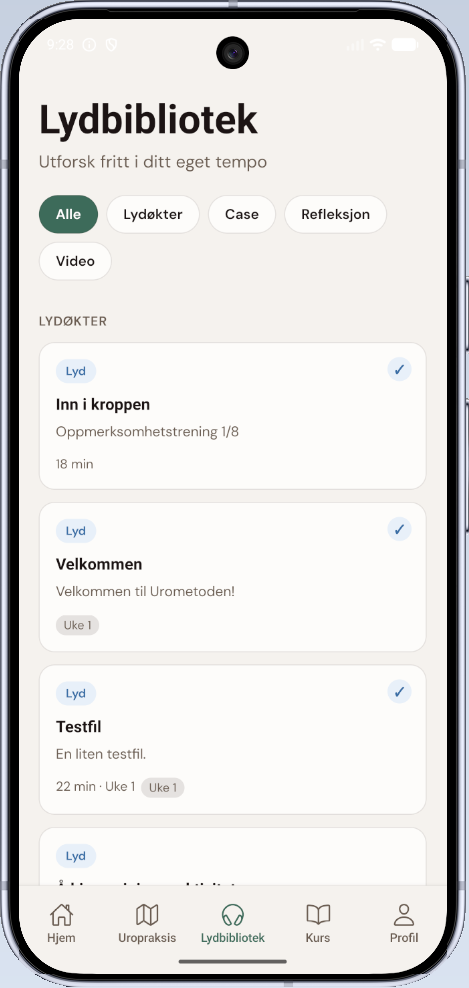 9:28
Lydbibliotek
Utforsk fritt i ditt eget tempo
Alle
Lydøkter
Case
Refleksjon
Video
LYDØKTER
Lyd
Inn i kroppen
Oppmerksomhetstrening 1/8
18 min
Lyd
Velkommen
Velkommen til Urometoden!
Uke 1
Lyd
Testfil
En liten testfil.
22 min · Uke 1 Uke 1
Lyd
Hjem
Uropraksis
Lydbibliotek
Kurs
Profil